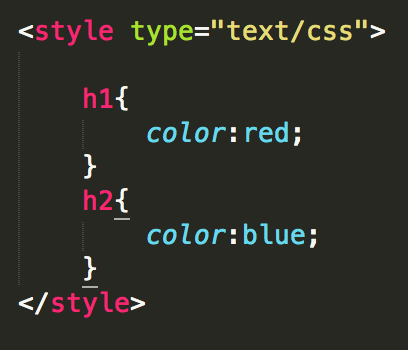 <style type="text/css">
h1{
color:red;
}
h2{
color:blue;
}
</style>